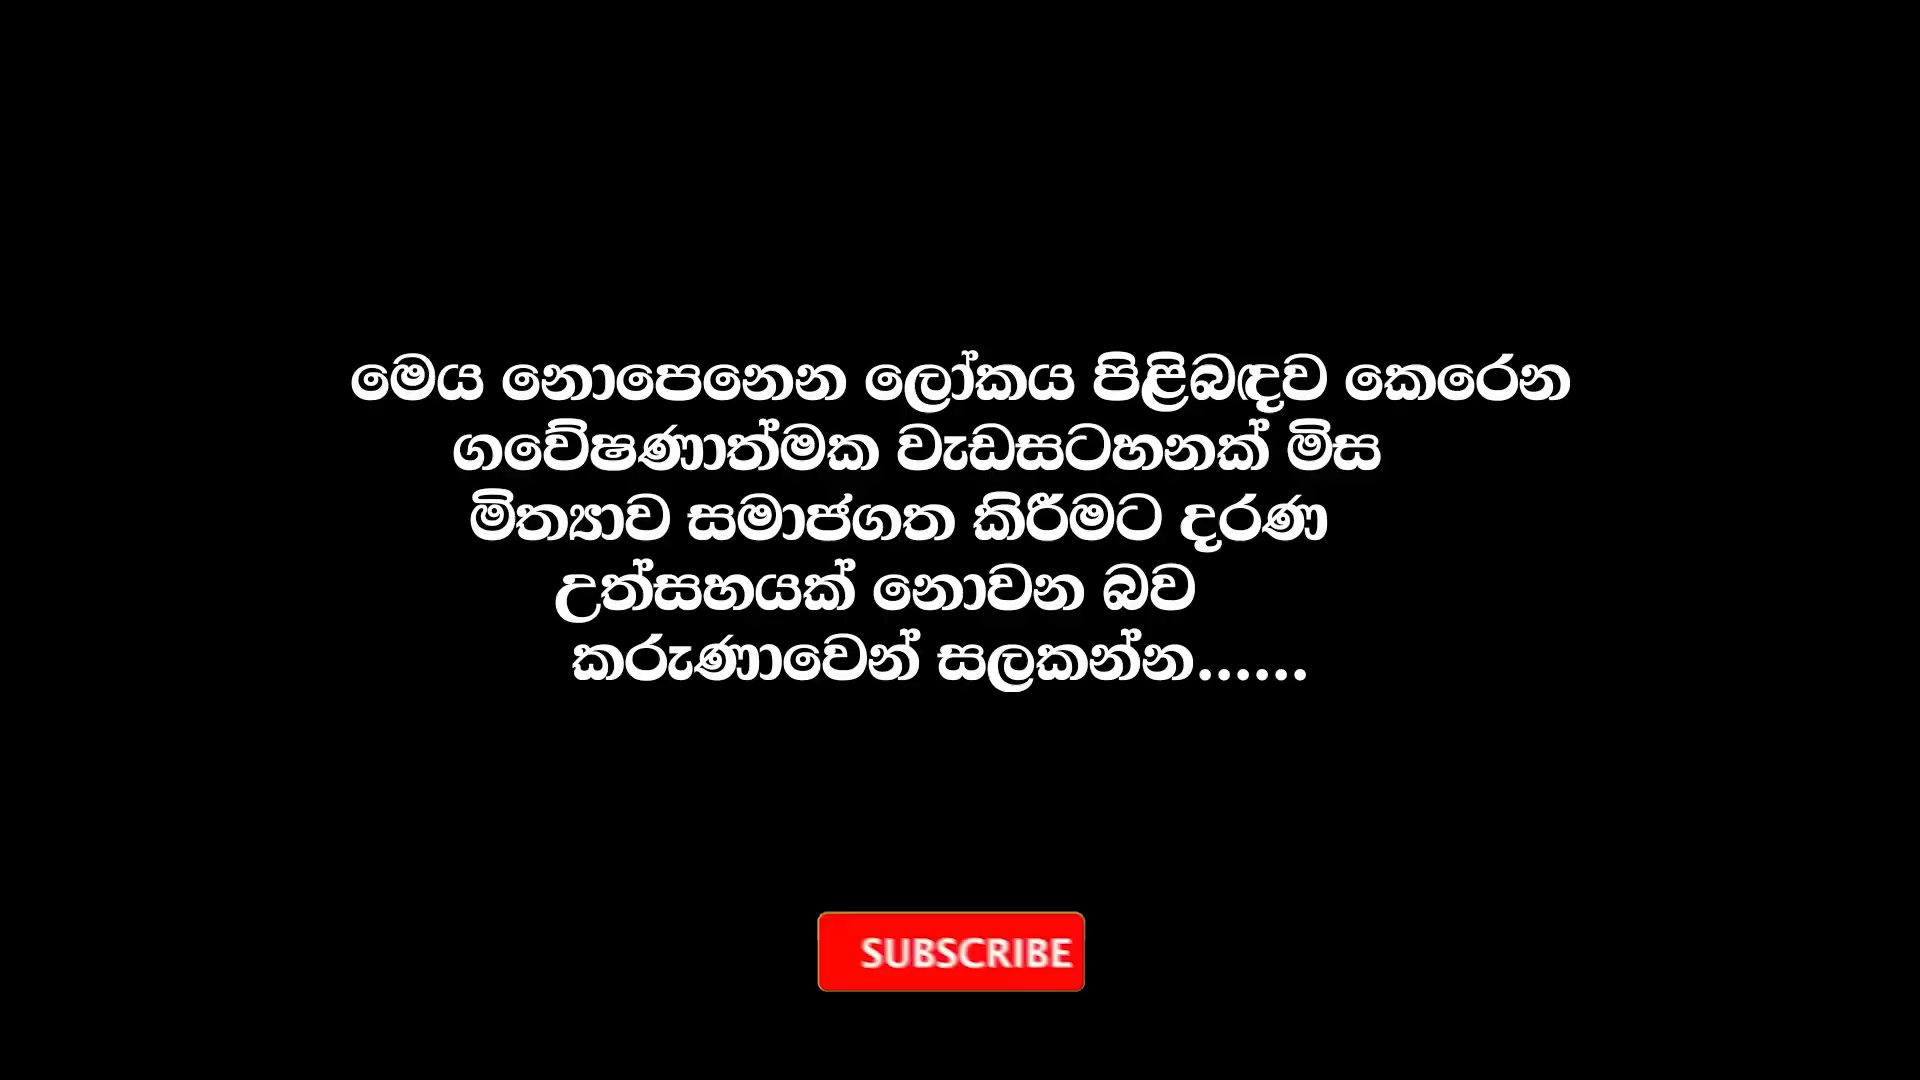 මෙය නොපෙනෙන ලෝකය පිළිබඳව කෙරෙන
ගවේෂණාත්මක වැඩසටහනක් මිස
මිත්‍යාව සමාජගත කිරීමට දරණ
උත්සහයක් නොවන බව
කරුණාවෙන් සලකන්න......
SUBSCRIBE